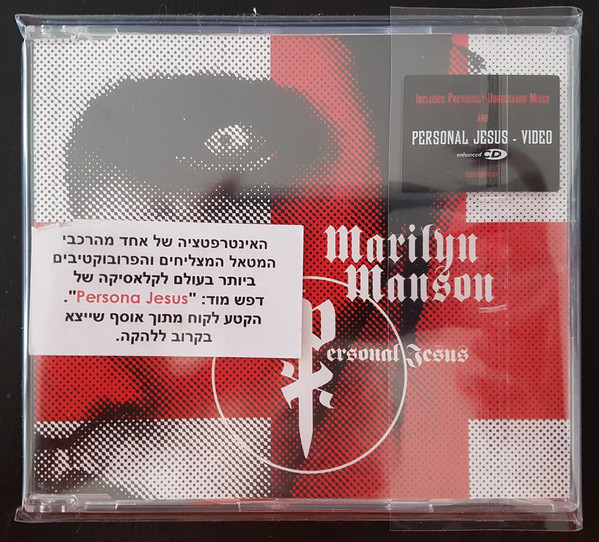 INCLUDES PREVIOUSLY UNRELEASED MIXES
AND
PERSONAL JESUS - VIDEO
enhanced CD
האינטרפטציה של אחד מהרכבי
המטאל המצליחים והפרובוקטיבים
ביותר בעולם לקלאסיקה של
דפש מוד: "Persona Jesus".
הקטע לקוח מתוך אוסף שייצא
בקרוב ללהקה.
Marilyn
Manson
Personal Jesus